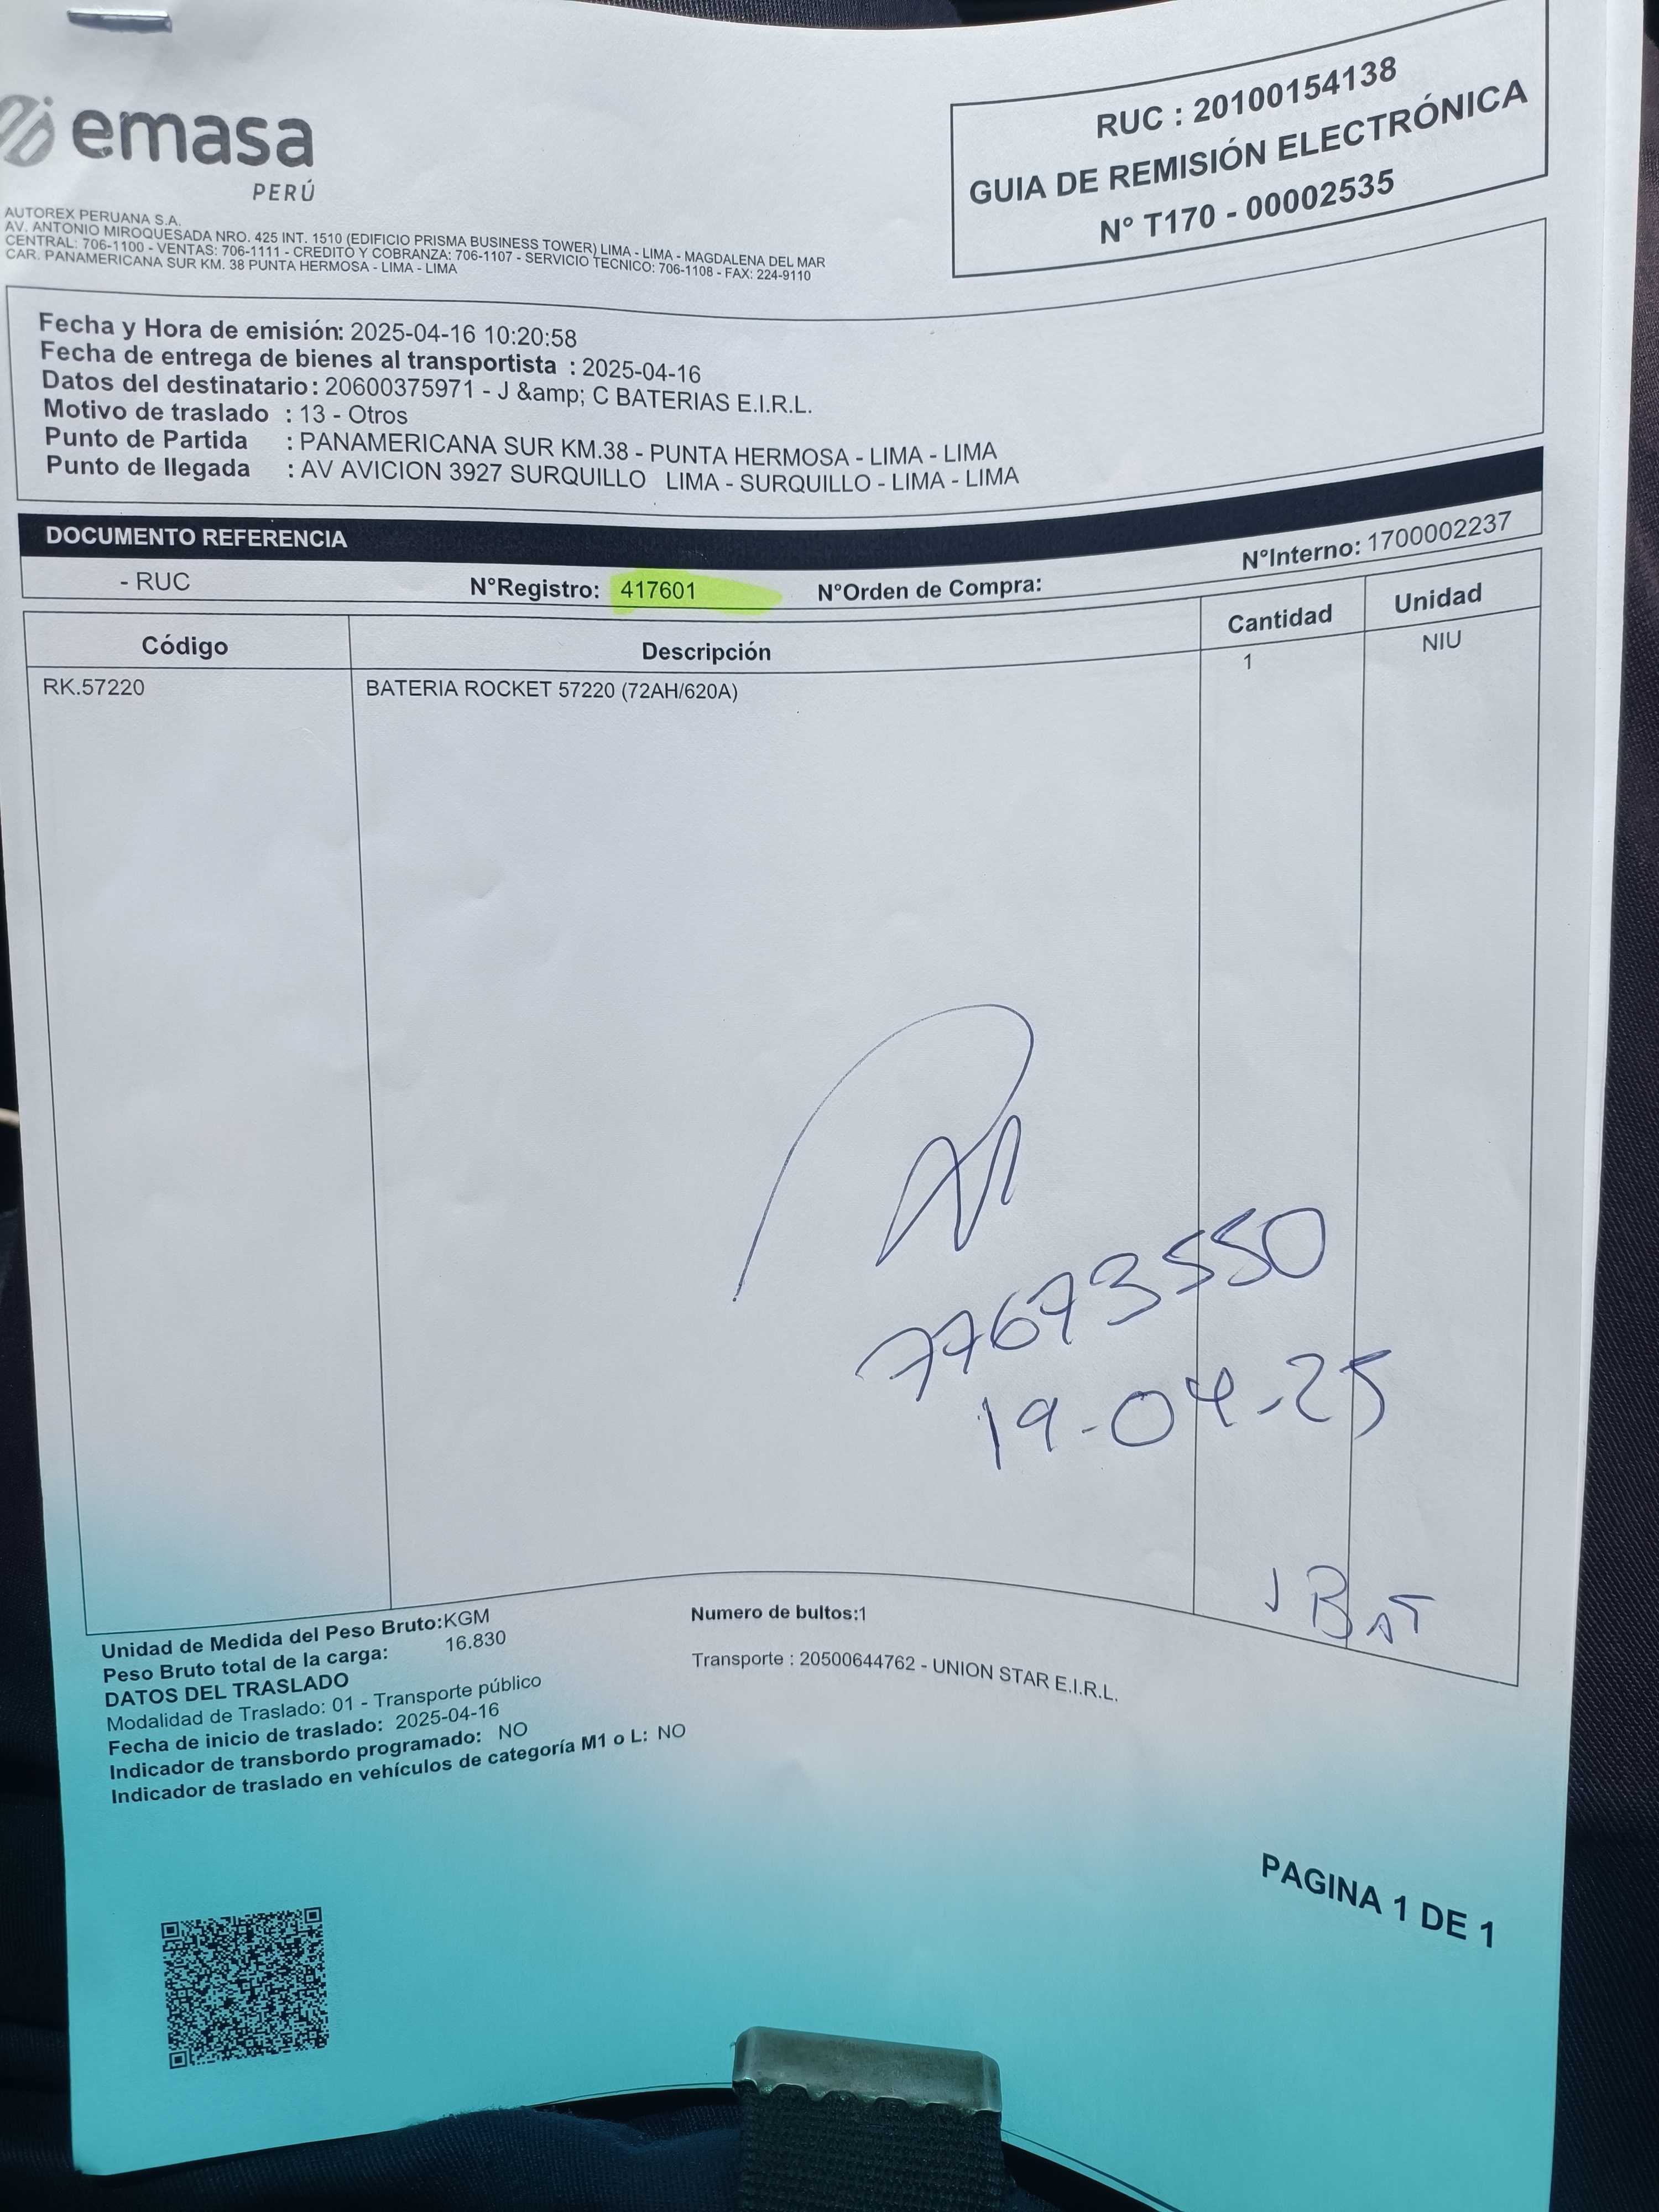 emasa
PERÚ
RUC : 20100154138
GUIA DE REMISIÓN ELECTRÓNICA
N° T170 - 00002535
AUTOREX PERUANA S.A.
AV. ANTONIO MIROQUESADA NRO. 425 INT. 1510 (EDIFICIO PRISMA BUSINESS TOWER) LIMA - LIMA - MAGDALENA DEL MAR
CENTRAL: 706-1100 - VENTAS: 706-1111 - CREDITO Y COBRANZA: 706-1107 - SERVICIO TECNICO: 706-1108 - FAX: 224-9110
CAR. PANAMERICANA SUR KM. 38 PUNTA HERMOSA - LIMA - LIMA
Fecha y Hora de emisión: 2025-04-16 10:20:58
Fecha de entrega de bienes al transportista : 2025-04-16
Datos del destinatario: 20600375971 - J &amp; C BATERIAS E.I.R.L.
Motivo de traslado : 13 - Otros
Punto de Partida : PANAMERICANA SUR KM.38 - PUNTA HERMOSA - LIMA - LIMA
Punto de llegada : AV AVICION 3927 SURQUILLO LIMA - SURQUILLO - LIMA - LIMA
DOCUMENTO REFERENCIA
- RUC N°Registro: 417601 N°Orden de Compra: N°Interno: 1700002237
Código Descripción Cantidad Unidad
RK.57220 BATERIA ROCKET 57220 (72AH/620A) 1 NIU
77673550
19-04-25
1 BAT
Unidad de Medida del Peso Bruto:KGM
Peso Bruto total de la carga: 16.830
Numero de bultos:1
DATOS DEL TRASLADO
Transporte : 20500644762 - UNION STAR E.I.R.L.
Modalidad de Traslado: 01 - Transporte público
Fecha de inicio de traslado: 2025-04-16
Indicador de transbordo programado: NO
Indicador de traslado en vehículos de categoría M1 o L: NO
PAGINA 1 DE 1